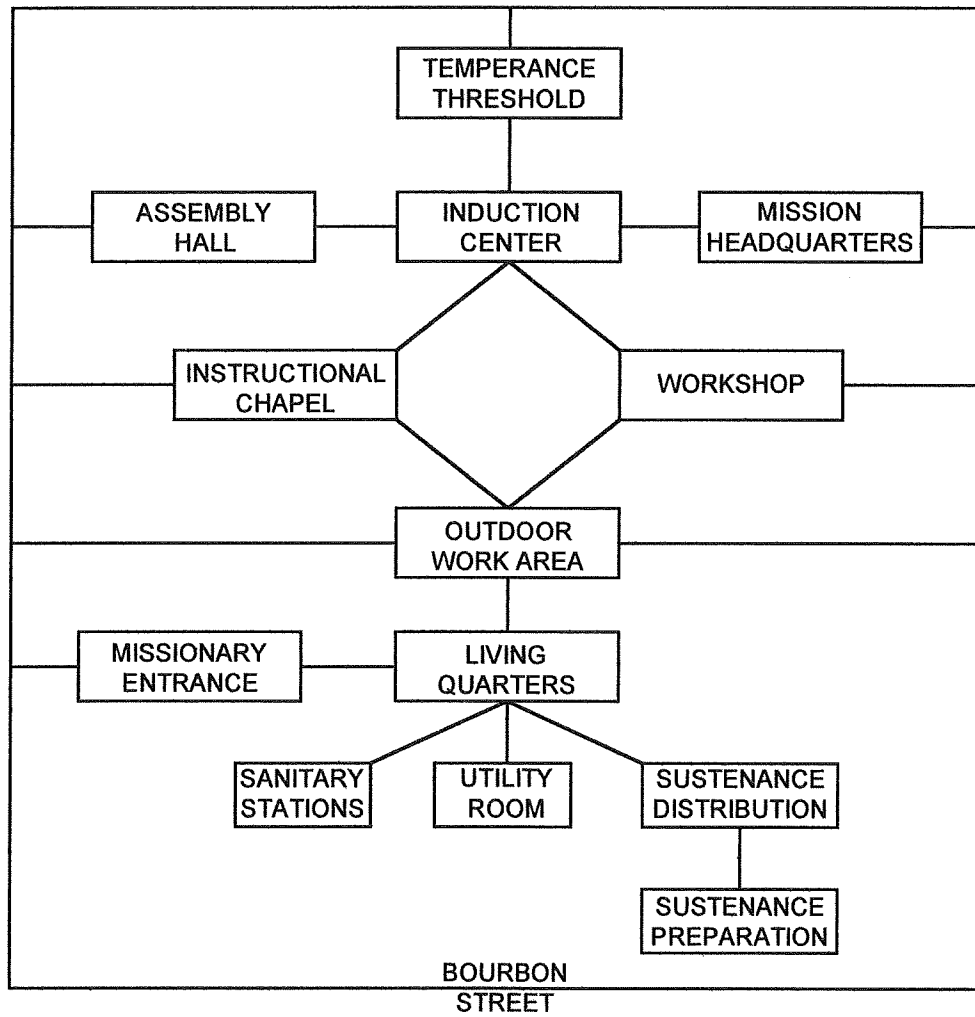 TEMPERANCE
THRESHOLD
ASSEMBLY
HALL
INDUCTION
CENTER
MISSION
HEADQUARTERS
INSTRUCTIONAL
CHAPEL
WORKSHOP
OUTDOOR
WORK AREA
MISSIONARY
ENTRANCE
LIVING
QUARTERS
SANITARY
STATIONS
UTILITY
ROOM
SUSTENANCE
DISTRIBUTION
SUSTENANCE
PREPARATION
BOURBON
STREET